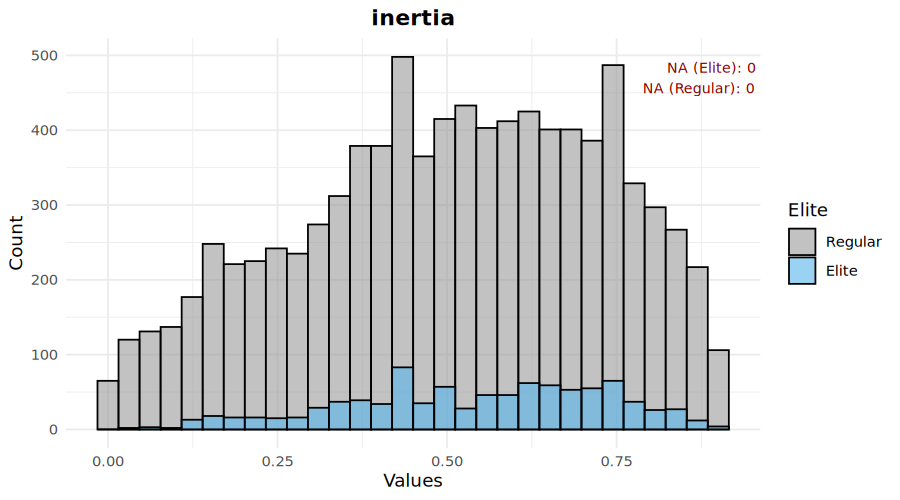 inertia
500
400
300
200
100
0
Count
NA (Elite): 0
NA (Regular): 0
0.00
0.25
0.50
0.75
Values
Elite
Regular
Elite